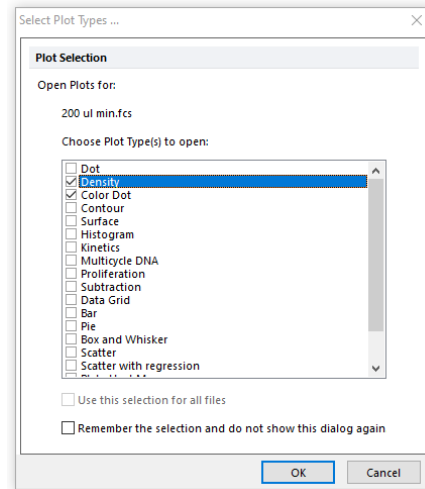 Select Plot Types ...
Plot Selection
Open Plots for:
200 ul min.fcs
Choose Plot Type(s) to open:
Dot
Density
Color Dot
Contour
Surface
Histogram
Kinetics
Multicycle DNA
Proliferation
Subtraction
Data Grid
Bar
Pie
Box and Whisker
Scatter
Scatter with regression
Use this selection for all files
Remember the selection and do not show this dialog again
OK Cancel